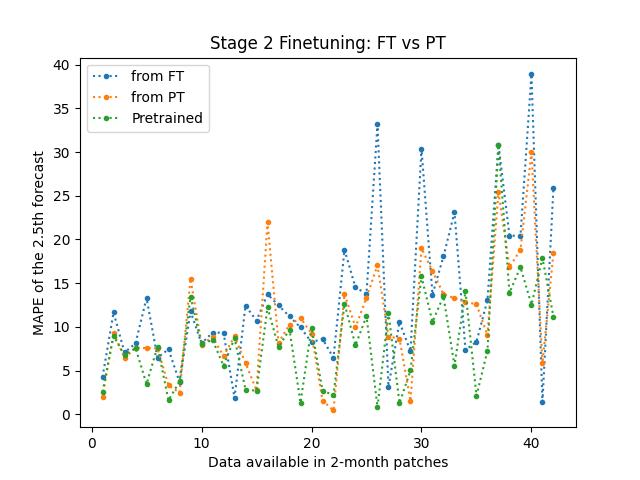 Stage 2 Finetuning: FT vs PT
from FT
from PT
Pretrained
MAPE of the 2.5th forecast
40
35
30
25
20
15
10
5
0
0 10 20 30 40
Data available in 2-month patches